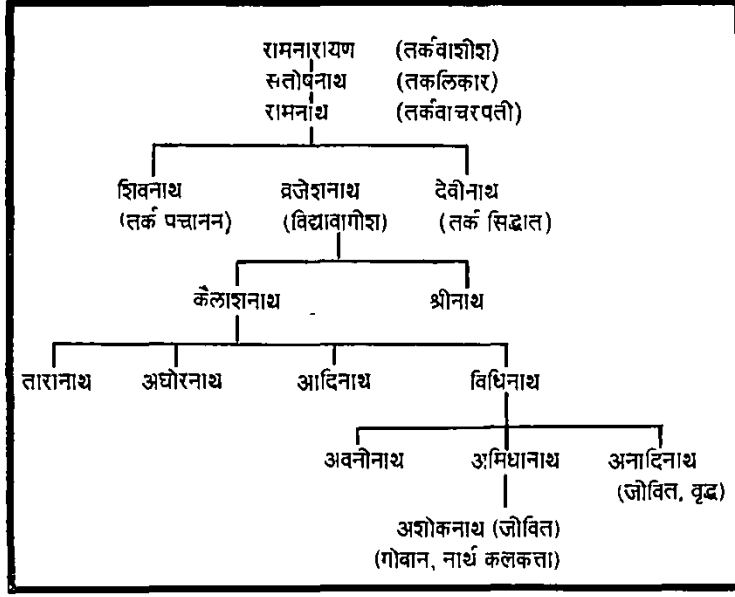 रामनारायण (तर्कवाशीश)
सतोषनाथ (तकलिकार)
रामनाथ (तर्कवाचरपती)
शिवनाथ व्रजेशनाथ देवीनाथ
(तर्क पचानन) (विद्यावागीश) (तर्क सिद्धात)
कैलाशनाथ श्रीनाथ
तारानाथ अघोरनाथ आदिनाथ विधिनाथ
अवनीनाथ अमिधानाथ अनादिनाथ
(जीवित, वृद्ध)
अशोकनाथ (जीवित)
(गोबान, नार्थ कलकत्ता)